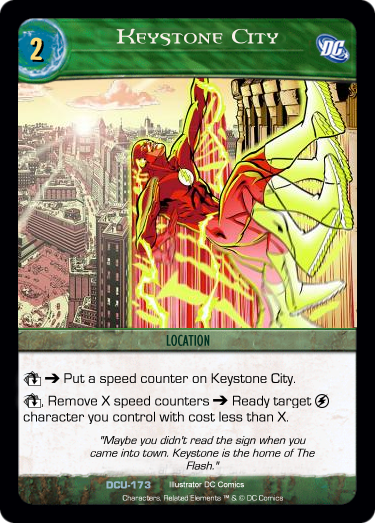 2
Keystone City
DC
LOCATION
➔ Put a speed counter on Keystone City.
, Remove X speed counters ➔ Ready target
character you control with cost less than X.
"Maybe you didn't read the sign when you
came into town. Keystone is the home of The
Flash."
DCU-173 Illustrator DC Comics
Characters, Related Elements ™ & © DC Comics